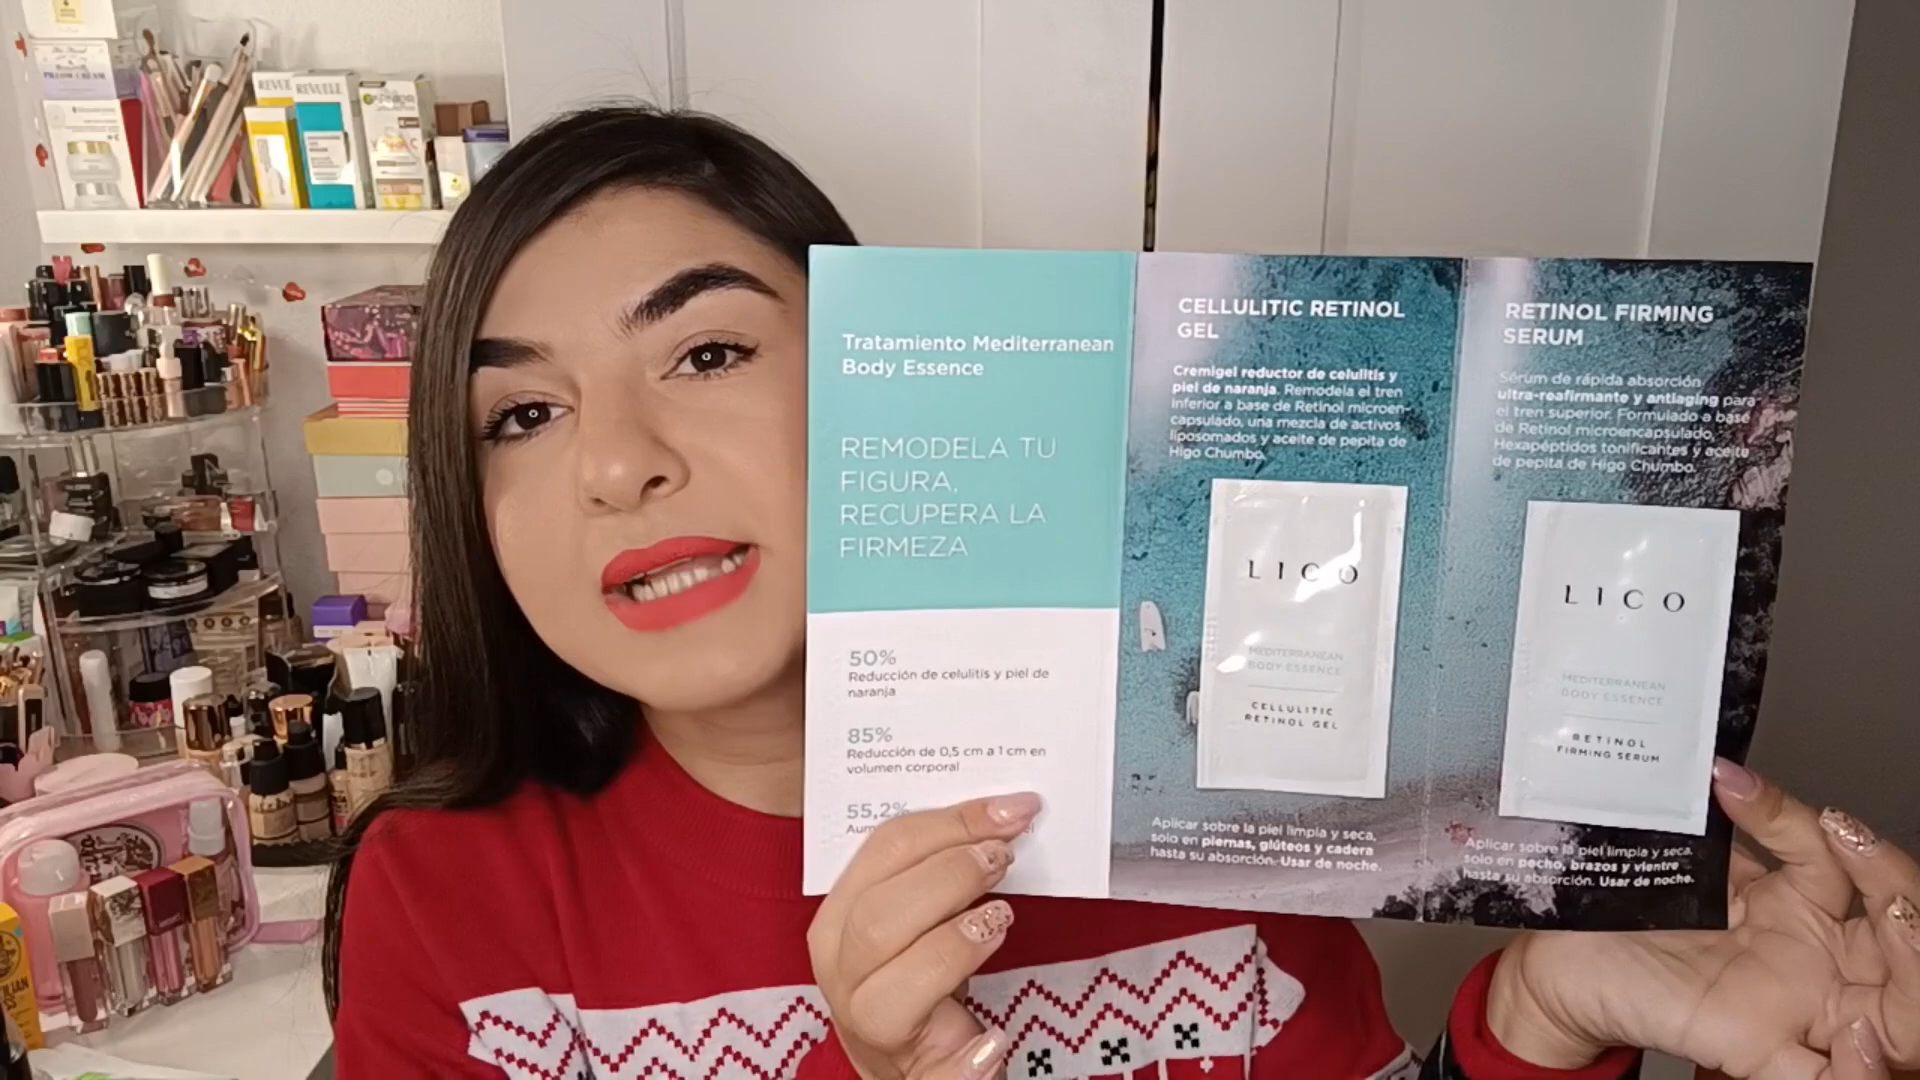 PILLOW CREAM
REVUE
REVUELE
GARNIER
Tratamiento Mediterranean
Body Essence
REMODELA TU
FIGURA,
RECUPERA LA
FIRMEZA
50%
Reducción de celulitis y piel de
naranja
85%
Reducción de 0,5 cm a 1 cm en
volumen corporal
55,2%
CELLULITIC RETINOL
GEL
Cremigel reductor de celulitis y
piel de naranja. Remodela el tren
inferior a base de Retinol microen-
capsulado, una mezcla de activos
liposomados y aceite de pepita de
Higo Chumbo.
LICO
MEDITERRANEAN
BODY ESSENCE
CELLULITIC
RETINOL GEL
Aplicar sobre la piel limpia y seca,
solo en piernas, glúteos y cadera
hasta su absorción. Usar de noche.
RETINOL FIRMING
SERUM
Sérum de rápida absorción
ultra-reafirmante y antiaging para
el tren superior. Formulado a base
de Retinol microencapsulado,
Hexapéptidos tonificantes y aceite
de pepita de Higo Chumbo.
LICO
MEDITERRANEAN
BODY ESSENCE
RETINOL
FIRMING SERUM
Aplicar sobre la piel limpia y seca,
solo en pecho, brazos y vientre
hasta su absorción. Usar de noche.